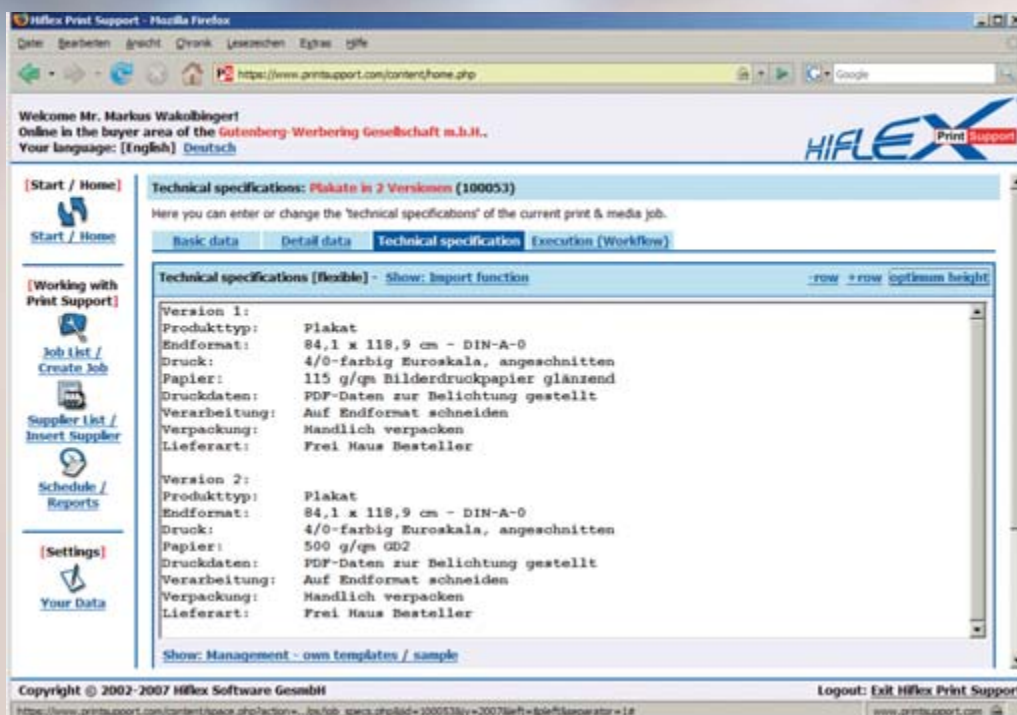 Hiflex Print Support - Mozilla Firefox
Datei Bearbeiten Ansicht Chronik Lesezeichen Extras Hilfe
https://www.printsupport.com/content/home.php
Google
Welcome Mr. Markus Wakolbinger!
Online in the buyer area of the Gutenberg-Werbering Gesellschaft m.b.H..
Your language: [English] Deutsch
HIFLEX Print Support
[Start / Home]
Start / Home
[Working with Print Support]
Job List / Create Job
Supplier List / Insert Supplier
Schedule / Reports
[Settings]
Your Data
Technical specifications: Plakate in 2 Versionen (100053)
Here you can enter or change the 'technical specifications' of the current print & media job.
Basic data Detail data Technical specification Execution (Workflow)
Technical specifications [flexible] - Show: Import function -row +row optimum height
Version 1:
Produkttyp: Plakat
Endformat: 84,1 x 118,9 cm - DIN-A-0
Druck: 4/0-farbig Euroskala, angeschnitten
Papier: 115 g/qm Bilderdruckpapier glänzend
Druckdaten: PDF-Daten zur Belichtung gestellt
Verarbeitung: Auf Endformat schneiden
Verpackung: Handlich verpacken
Lieferart: Frei Haus Besteller
Version 2:
Produkttyp: Plakat
Endformat: 84,1 x 118,9 cm - DIN-A-0
Druck: 4/0-farbig Euroskala, angeschnitten
Papier: 500 g/qm GD2
Druckdaten: PDF-Daten zur Belichtung gestellt
Verarbeitung: Auf Endformat schneiden
Verpackung: Handlich verpacken
Lieferart: Frei Haus Besteller
Show: Management - own templates / sample
Copyright © 2002-2007 Hiflex Software GesmbH Logout: Exit Hiflex Print Support
www.printsupport.com